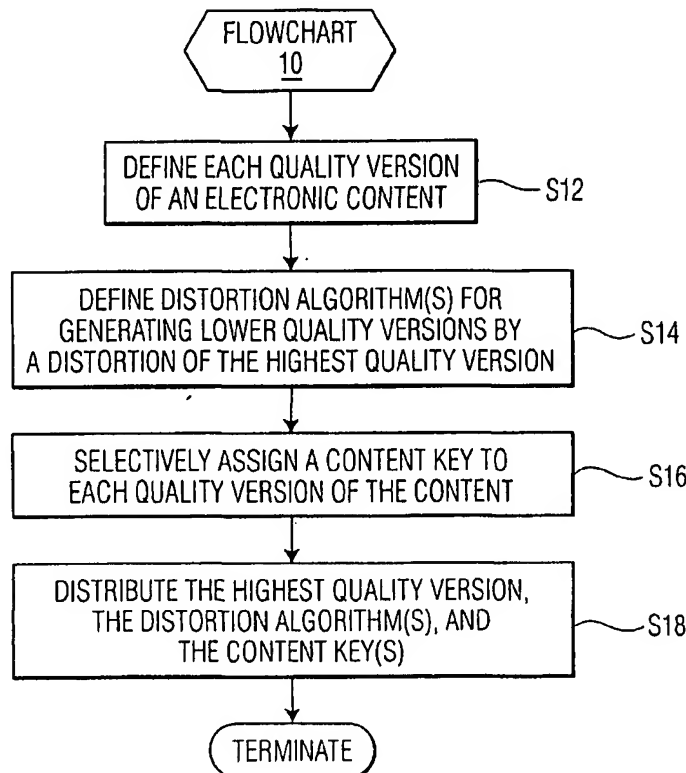 FLOWCHART
10
DEFINE EACH QUALITY VERSION
OF AN ELECTRONIC CONTENT
S12
DEFINE DISTORTION ALGORITHM(S) FOR
GENERATING LOWER QUALITY VERSIONS BY
A DISTORTION OF THE HIGHEST QUALITY VERSION
S14
SELECTIVELY ASSIGN A CONTENT KEY TO
EACH QUALITY VERSION OF THE CONTENT
S16
DISTRIBUTE THE HIGHEST QUALITY VERSION,
THE DISTORTION ALGORITHM(S), AND
THE CONTENT KEY(S)
S18
TERMINATE